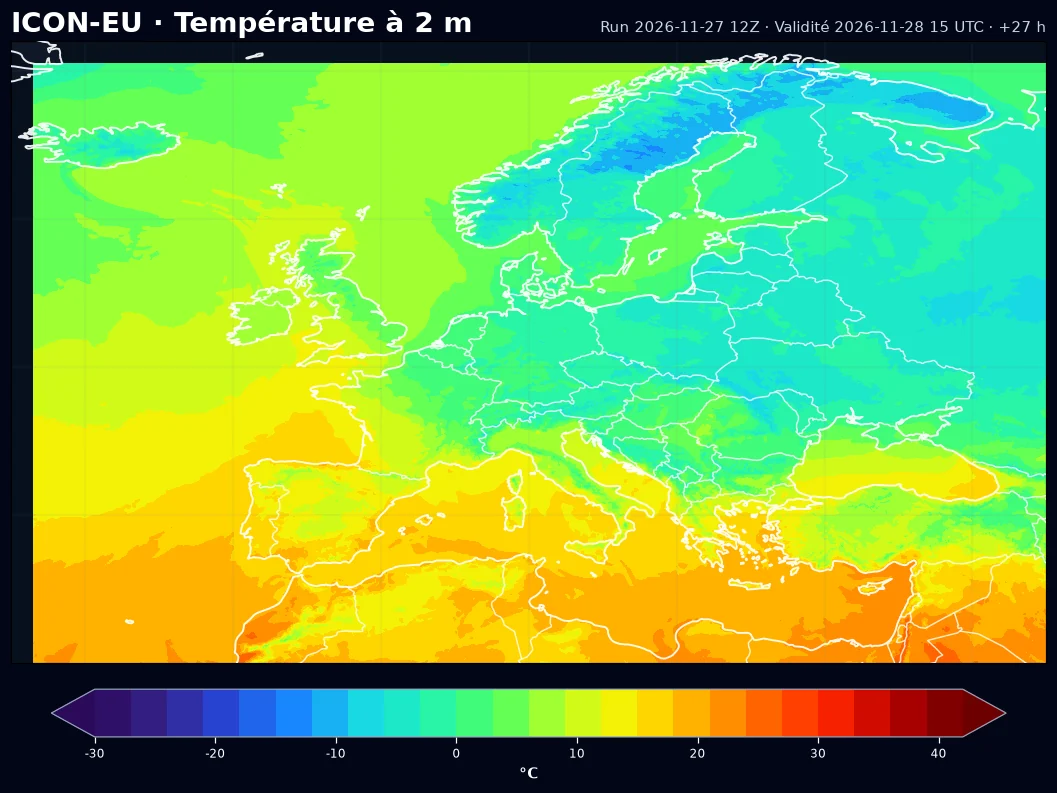 ICON-EU · Température à 2 m
Run 2026-11-27 12Z · Validité 2026-11-28 15 UTC · +27 h
-30 -20 -10 0 10 20 30 40
°C